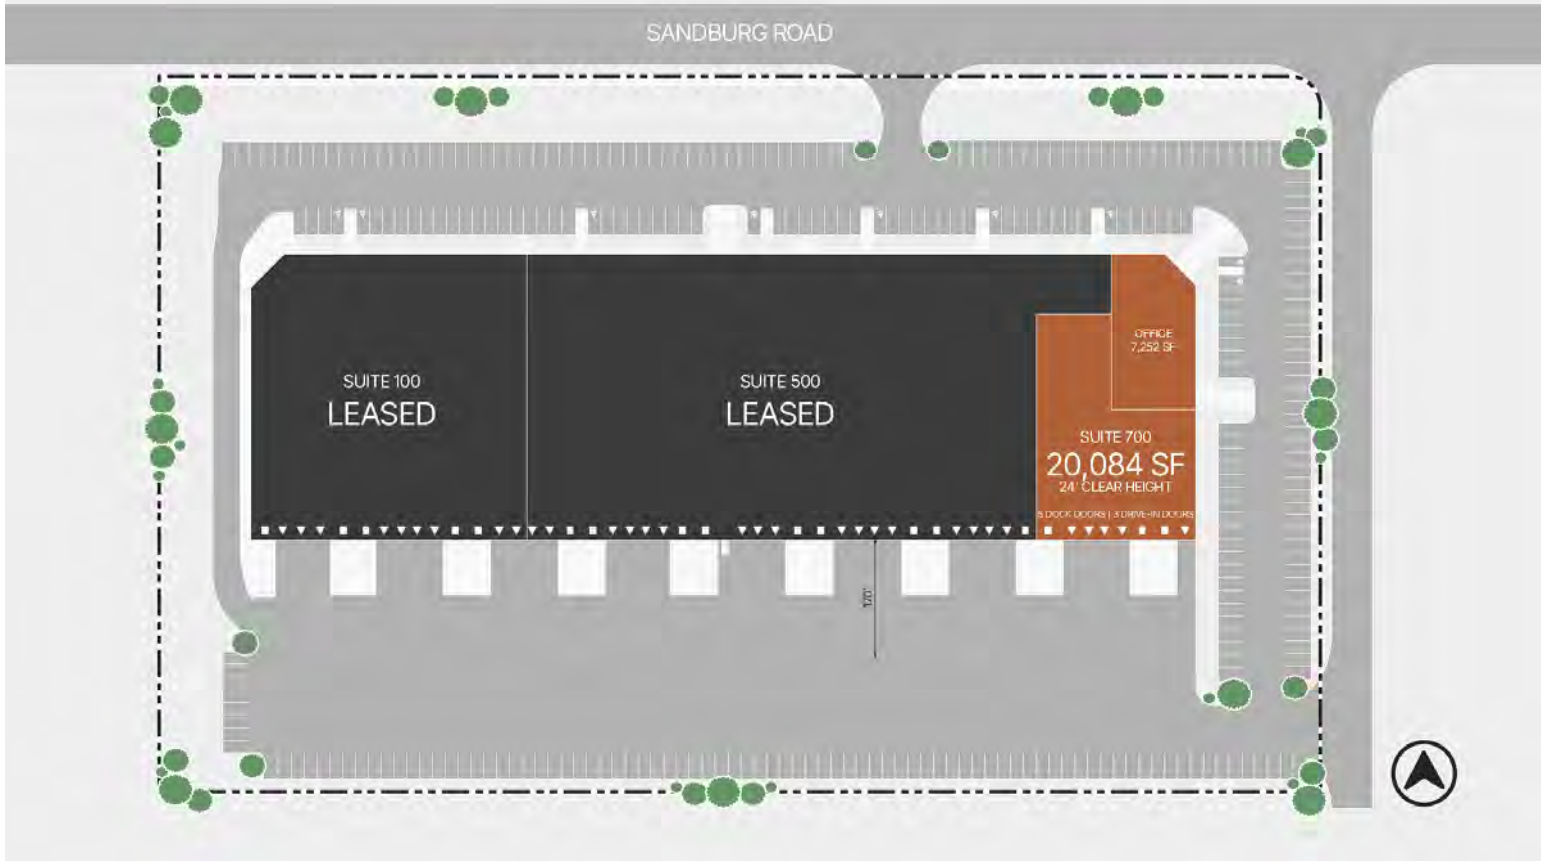 SANDBURG ROAD
OFFICE
7,252 SF
SUITE 100
LEASED
SUITE 500
LEASED
SUITE 700
20,084 SF
24' CLEAR HEIGHT
5 DOCK DOORS | 3 DRIVE-IN DOORS
170'